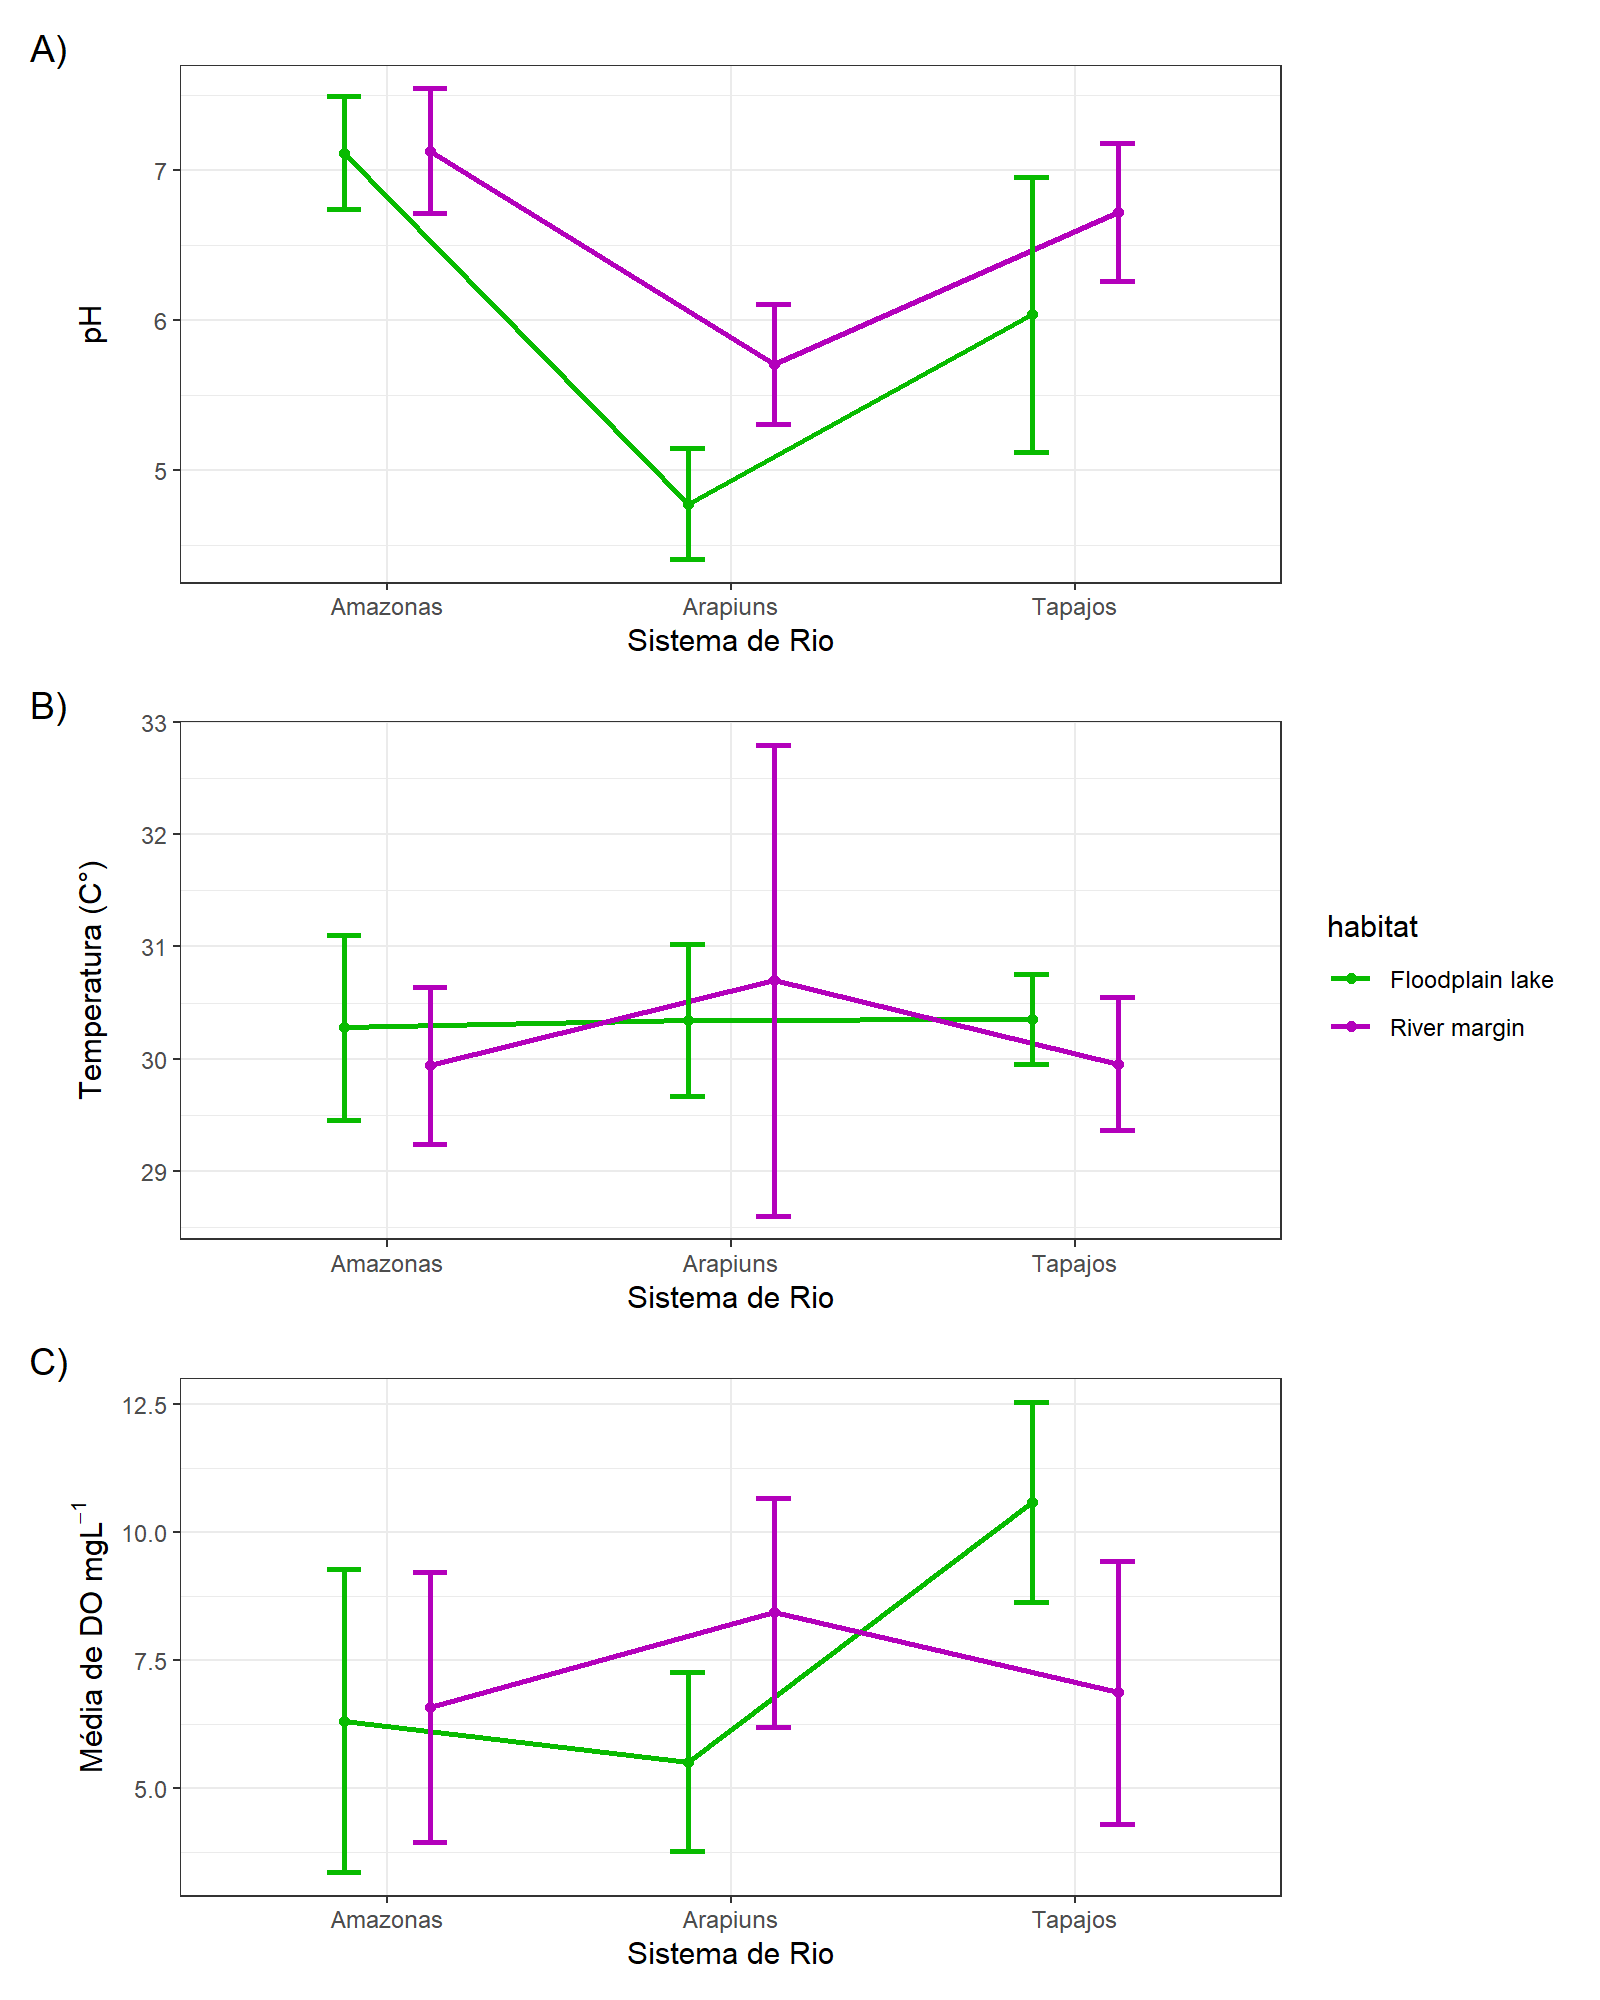 A)
7
6
5
pH
Amazonas
Arapiuns
Tapajos
Sistema de Rio
B)
33
32
31
30
29
Temperatura (C°)
Amazonas
Arapiuns
Tapajos
Sistema de Rio
habitat
Floodplain lake
River margin
C)
12.5
10.0
7.5
5.0
Média de DO mgL⁻¹
Amazonas
Arapiuns
Tapajos
Sistema de Rio